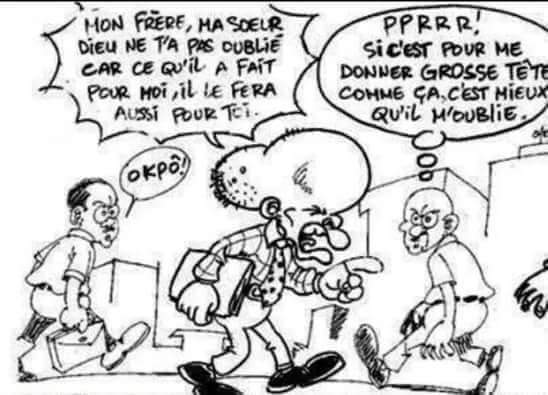 MON FRÈRE, MA SOEUR
DIEU NE T'A PAS OUBLIÉ
CAR CE QU'IL A FAIT
POUR MOI, IL LE FERA
AUSSI POUR TOI.
PPRRR!
SI C'EST POUR ME
DONNER GROSSE TÊTE
COMME ÇA, C'EST MIEUX
QU'IL M'OUBLIE.
OKPÔ!